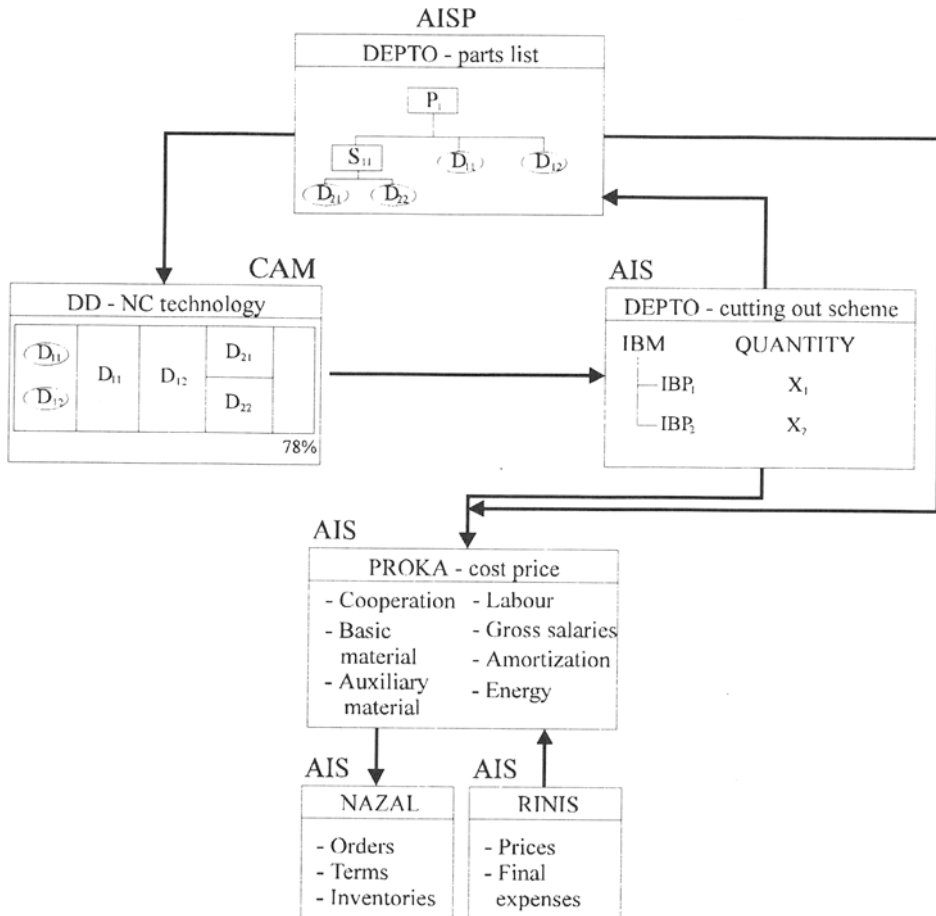 AISP
DEPTO - parts list
P₁
S₁₁ D₁₁ D₁₂
D₂₁ D₂₂
CAM
DD - NC technology
D₁₁
D₁₂
D₁₁
D₁₂
D₂₁
D₂₂
78%
AIS
DEPTO - cutting out scheme
IBM QUANTITY
IBP₁ X₁
IBP₂ X₂
AIS
PROKA - cost price
- Cooperation
- Basic
material
- Auxiliary
material
- Labour
- Gross salaries
- Amortization
- Energy
AIS
NAZAL
- Orders
- Terms
- Inventories
AIS
RINIS
- Prices
- Final
expenses